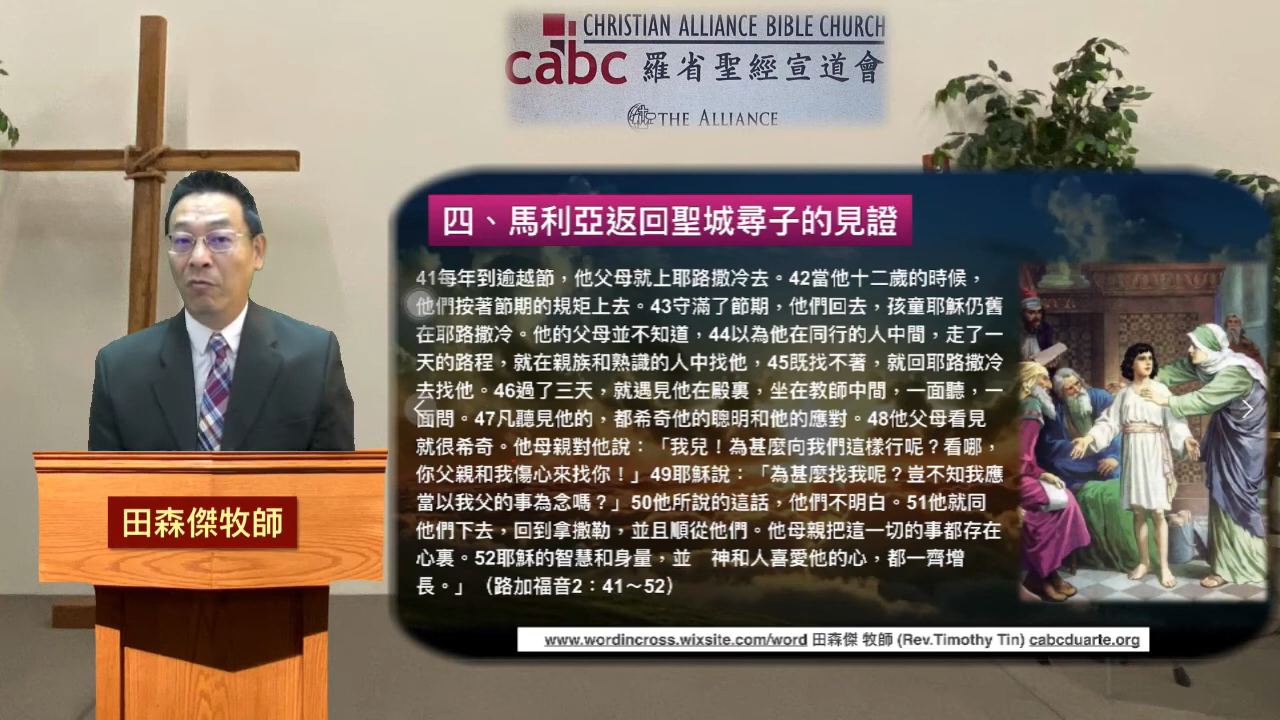 CHRISTIAN ALLIANCE BIBLE CHURCH
cabc 羅省聖經宣道會
THE ALLIANCE
四、馬利亞返回聖城尋子的見證
41每年到逾越節，他父母就上耶路撒冷去。42當他十二歲的時候，
他們按著節期的規矩上去。43守滿了節期，他們回去，孩童耶穌仍舊
在耶路撒冷。他的父母並不知道，44以為他在同行的人中間，走了一
天的路程，就在親族和熟識的人中找他，45既找不著，就回耶路撒冷
去找他。46過了三天，就遇見他在殿裏，坐在教師中間，一面聽，一
面問。47凡聽見他的，都希奇他的聰明和他的應對。48他父母看見
就很希奇。他母親對他說：「我兒！為甚麼向我們這樣行呢？看哪，
你父親和我傷心來找你！」49耶穌說：「為甚麼找我呢？豈不知我應
當以我父的事為念嗎？」50他所說的這話，他們不明白。51他就同
他們下去，回到拿撒勒，並且順從他們。他母親把這一切的事都存在
心裏。52耶穌的智慧和身量，並　神和人喜愛他的心，都一齊增
長。」（路加福音2：41～52）
田森傑牧師
www.wordincross.wixsite.com/word 田森傑 牧師 (Rev.Timothy Tin) cabcduarte.org